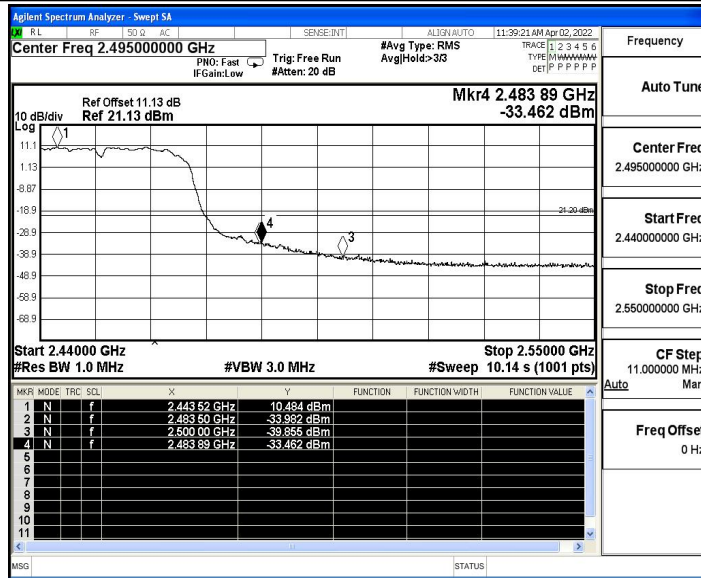 Agilent Spectrum Analyzer - Swept SA
RL RF 50 Ω AC SENSE:INT ALIGN AUTO 11:39:21 AM Apr 02, 2022
Center Freq 2.495000000 GHz #Avg Type: RMS TRACE 1 2 3 4 5 6
PNO: Fast Trig: Free Run Avg|Hold:>3/3 TYPE M
IFGain:Low #Atten: 20 dB DET P P P P P P
Frequency
Auto Tune
Ref Offset 11.13 dB Mkr4 2.483 89 GHz
10 dB/div Ref 21.13 dBm -33.462 dBm
Log
1
11.1
1.13
-8.87
-18.9
-21.20 dBm
4
-28.9
3
-38.9
-48.9
-58.9
-68.9
Center Freq
2.495000000 GHz
Start Freq
2.440000000 GHz
Stop Freq
2.550000000 GHz
Start 2.44000 GHz Stop 2.55000 GHz
#Res BW 1.0 MHz #VBW 3.0 MHz #Sweep 10.14 s (1001 pts)
CF Step
11.000000 MHz
Auto Man
Freq Offset
0 Hz
MKR MODE TRC SCL X Y FUNCTION FUNCTION WIDTH FUNCTION VALUE
1 N f 2.443 52 GHz 10.484 dBm
2 N f 2.483 50 GHz -33.982 dBm
3 N f 2.500 00 GHz -39.855 dBm
4 N f 2.483 89 GHz -33.462 dBm
5
6
7
8
9
10
11
MSG STATUS